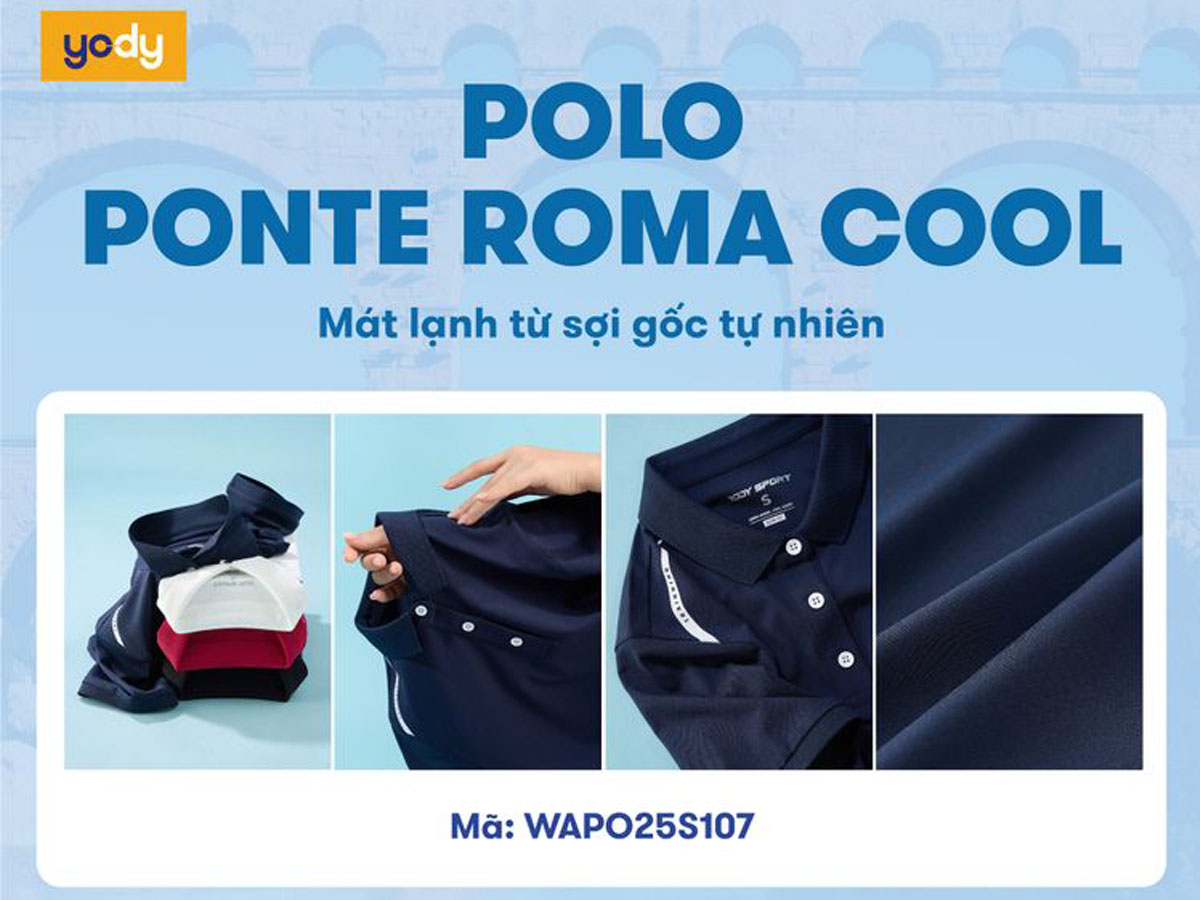 yody
POLO
PONTE ROMA COOL
Mát lạnh từ sợi gốc tự nhiên
YODY SPORT
S
Mã: WAPO25S107